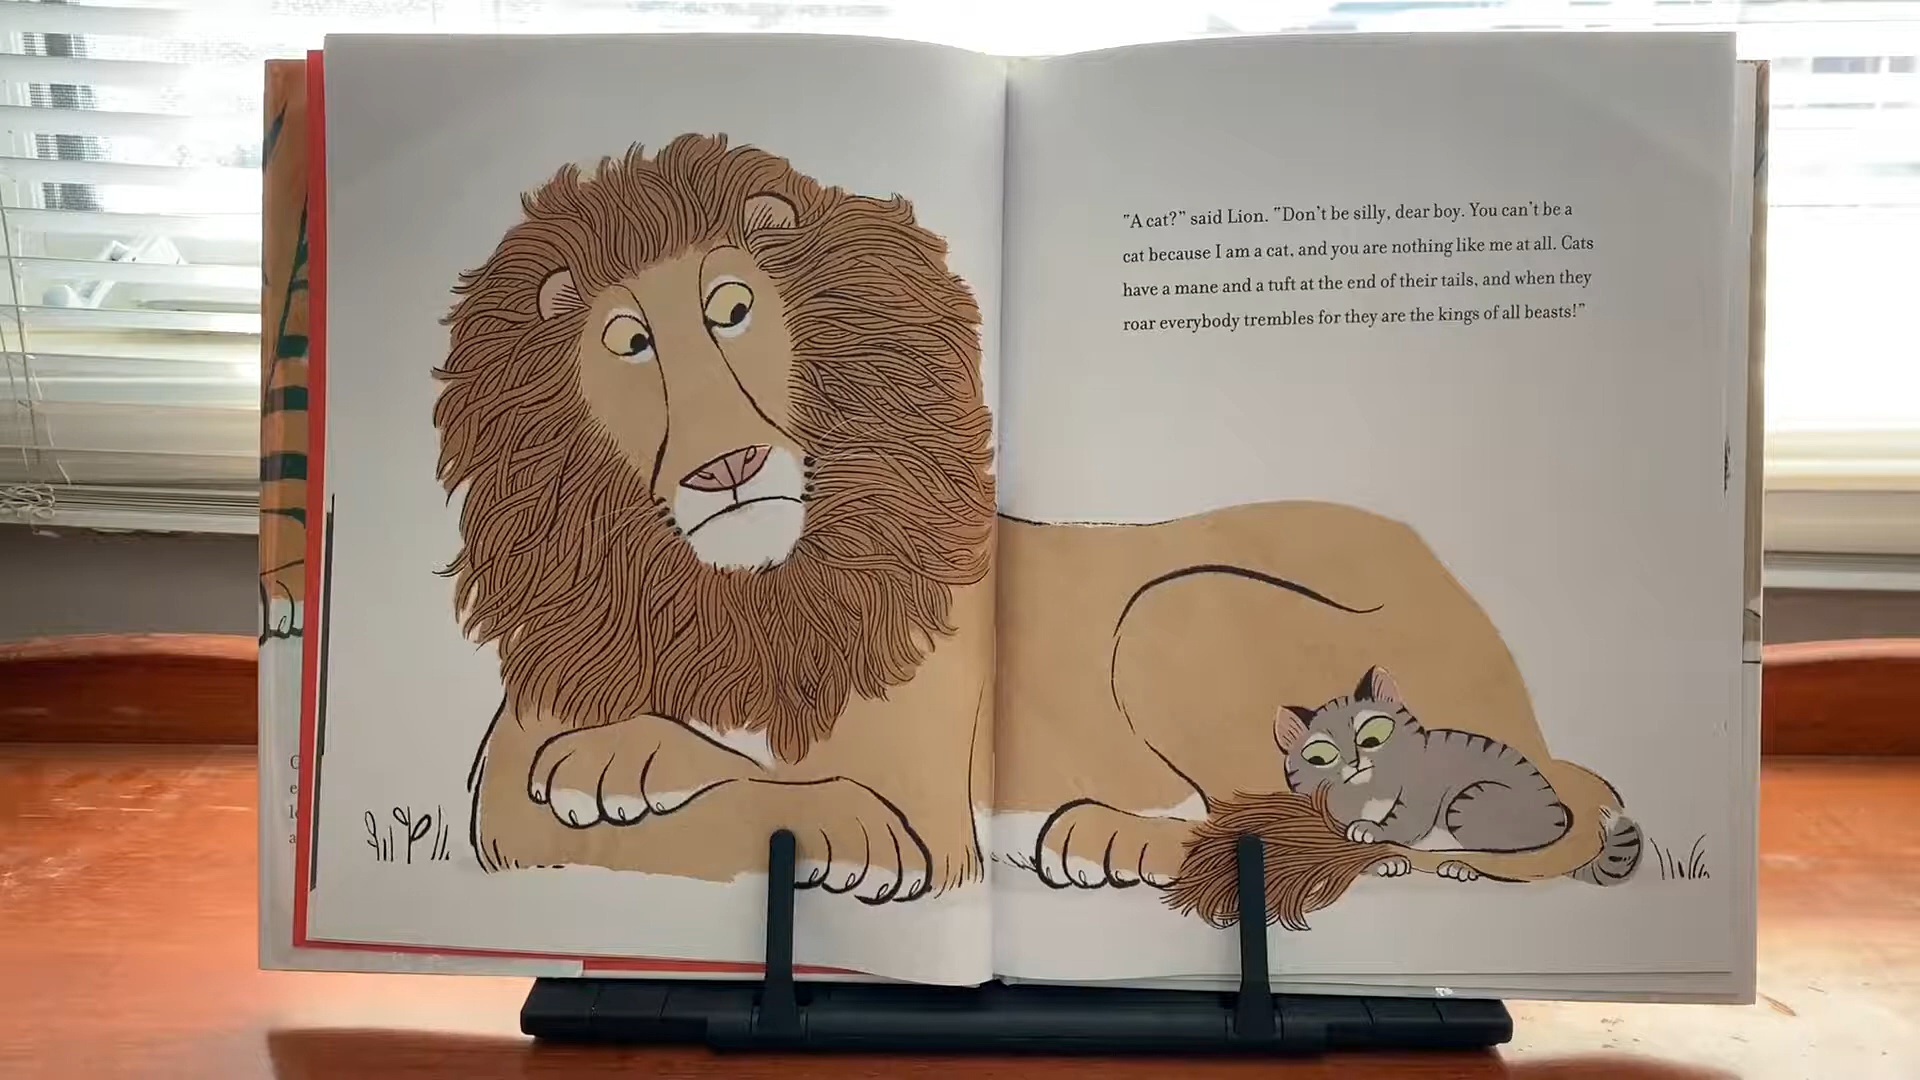 "A cat?" said Lion. "Don't be silly, dear boy. You can't be a
cat because I am a cat, and you are nothing like me at all. Cats
have a mane and a tuft at the end of their tails, and when they
roar everybody trembles for they are the kings of all beasts!"